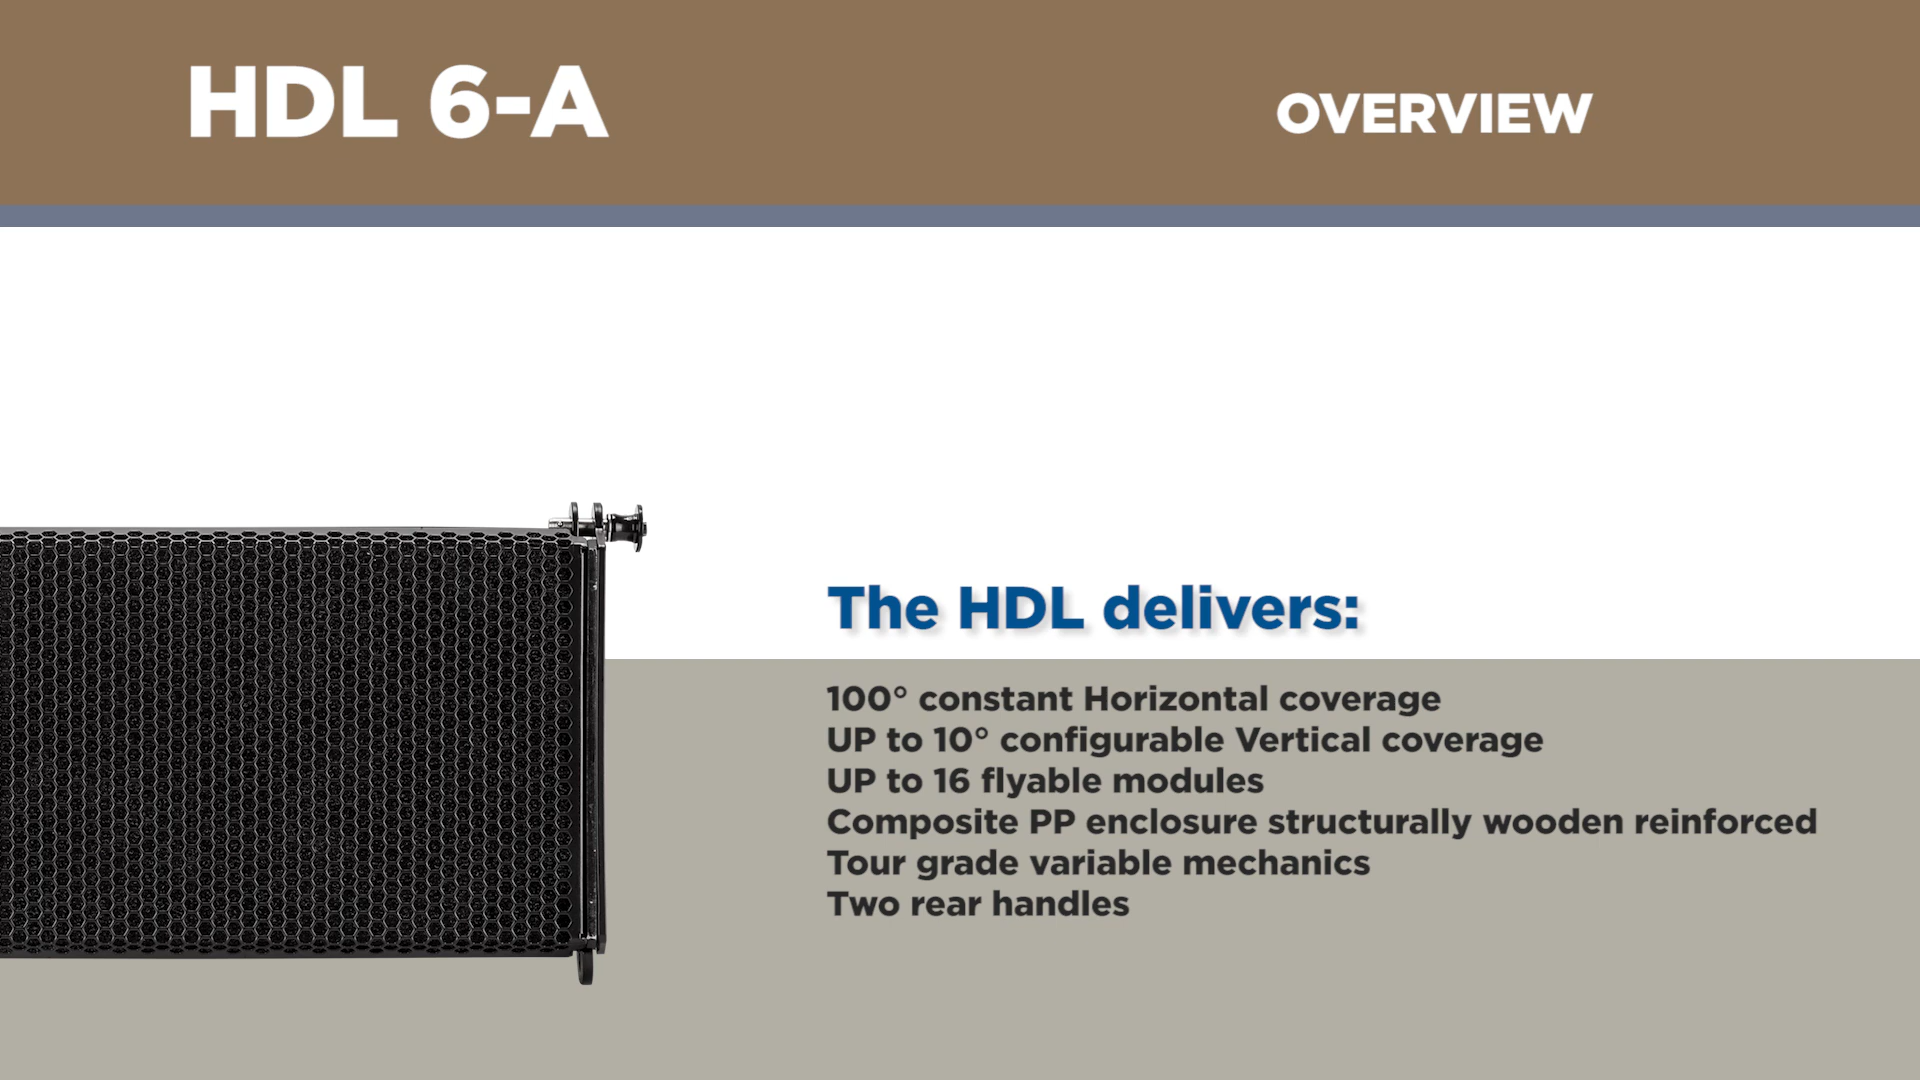 HDL 6-A
OVERVIEW
The HDL delivers:
100° constant Horizontal coverage
UP to 10° configurable Vertical coverage
UP to 16 flyable modules
Composite PP enclosure structurally wooden reinforced
Tour grade variable mechanics
Two rear handles